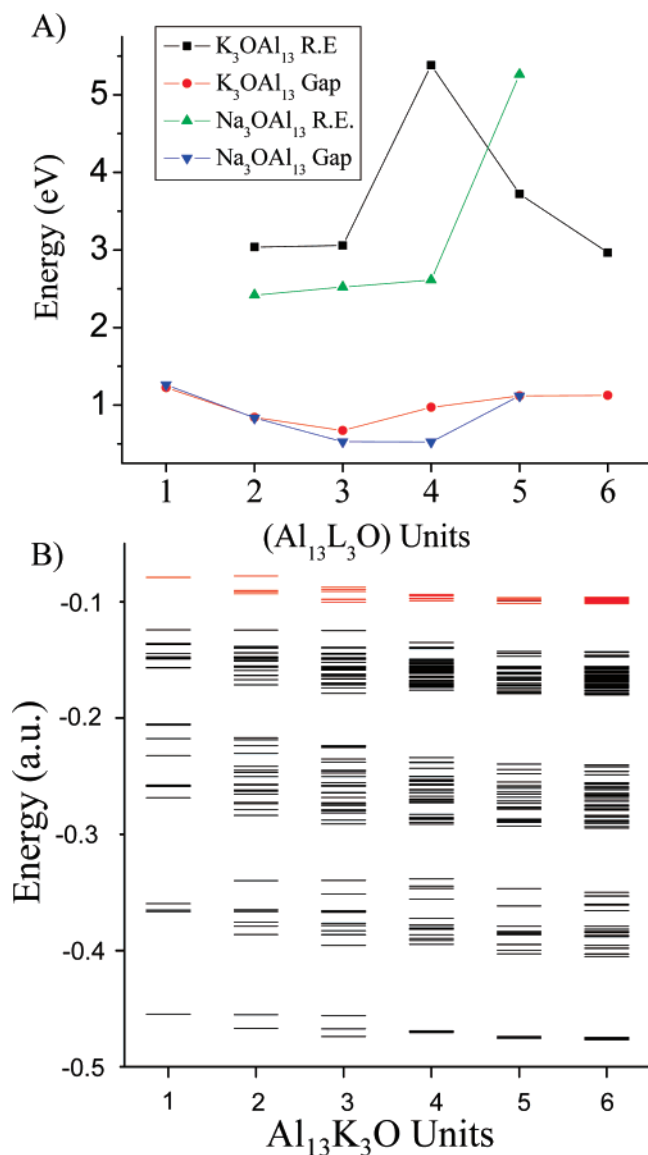 A)
K₃OAl₁₃ R.E
K₃OAl₁₃ Gap
Na₃OAl₁₃ R.E.
Na₃OAl₁₃ Gap
Energy (eV)
5
4
3
2
1
1 2 3 4 5 6
(Al₁₃L₃O) Units
B)
Energy (a.u.)
-0.1
-0.2
-0.3
-0.4
-0.5
1 2 3 4 5 6
Al₁₃K₃O Units